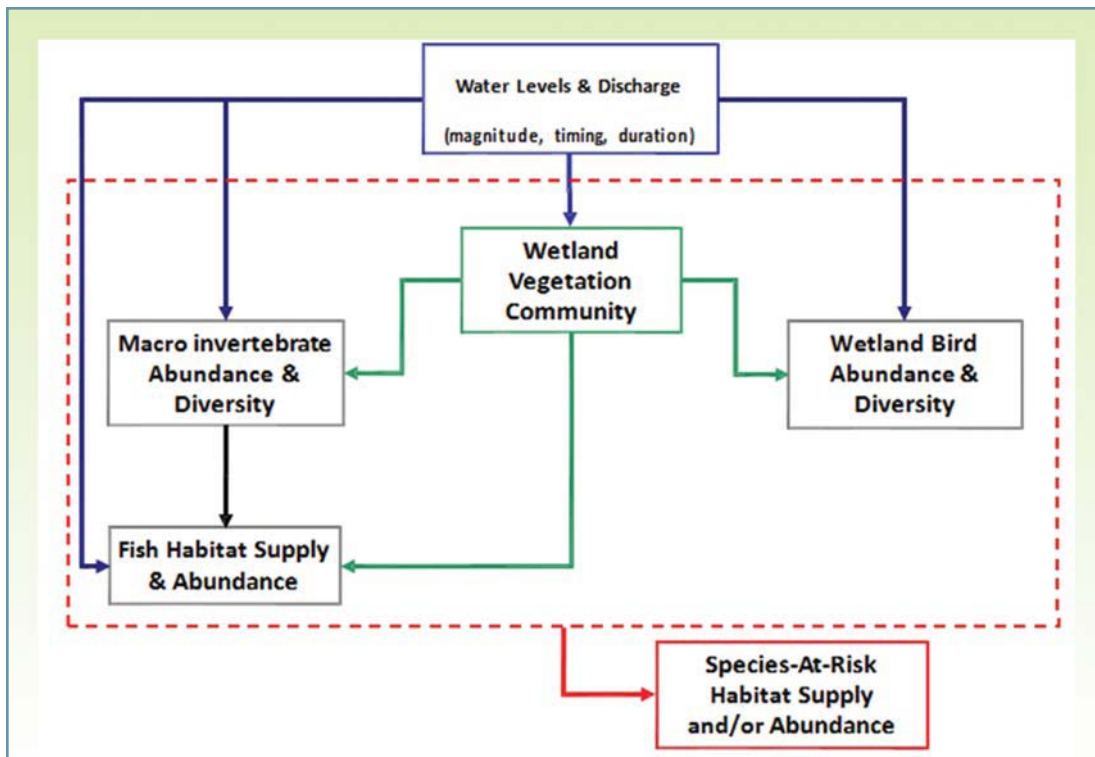 Water Levels & Discharge
(magnitude, timing, duration)
Wetland
Vegetation
Community
Macro invertebrate
Abundance &
Diversity
Wetland Bird
Abundance &
Diversity
Fish Habitat Supply
& Abundance
Species-At-Risk
Habitat Supply
and/or Abundance